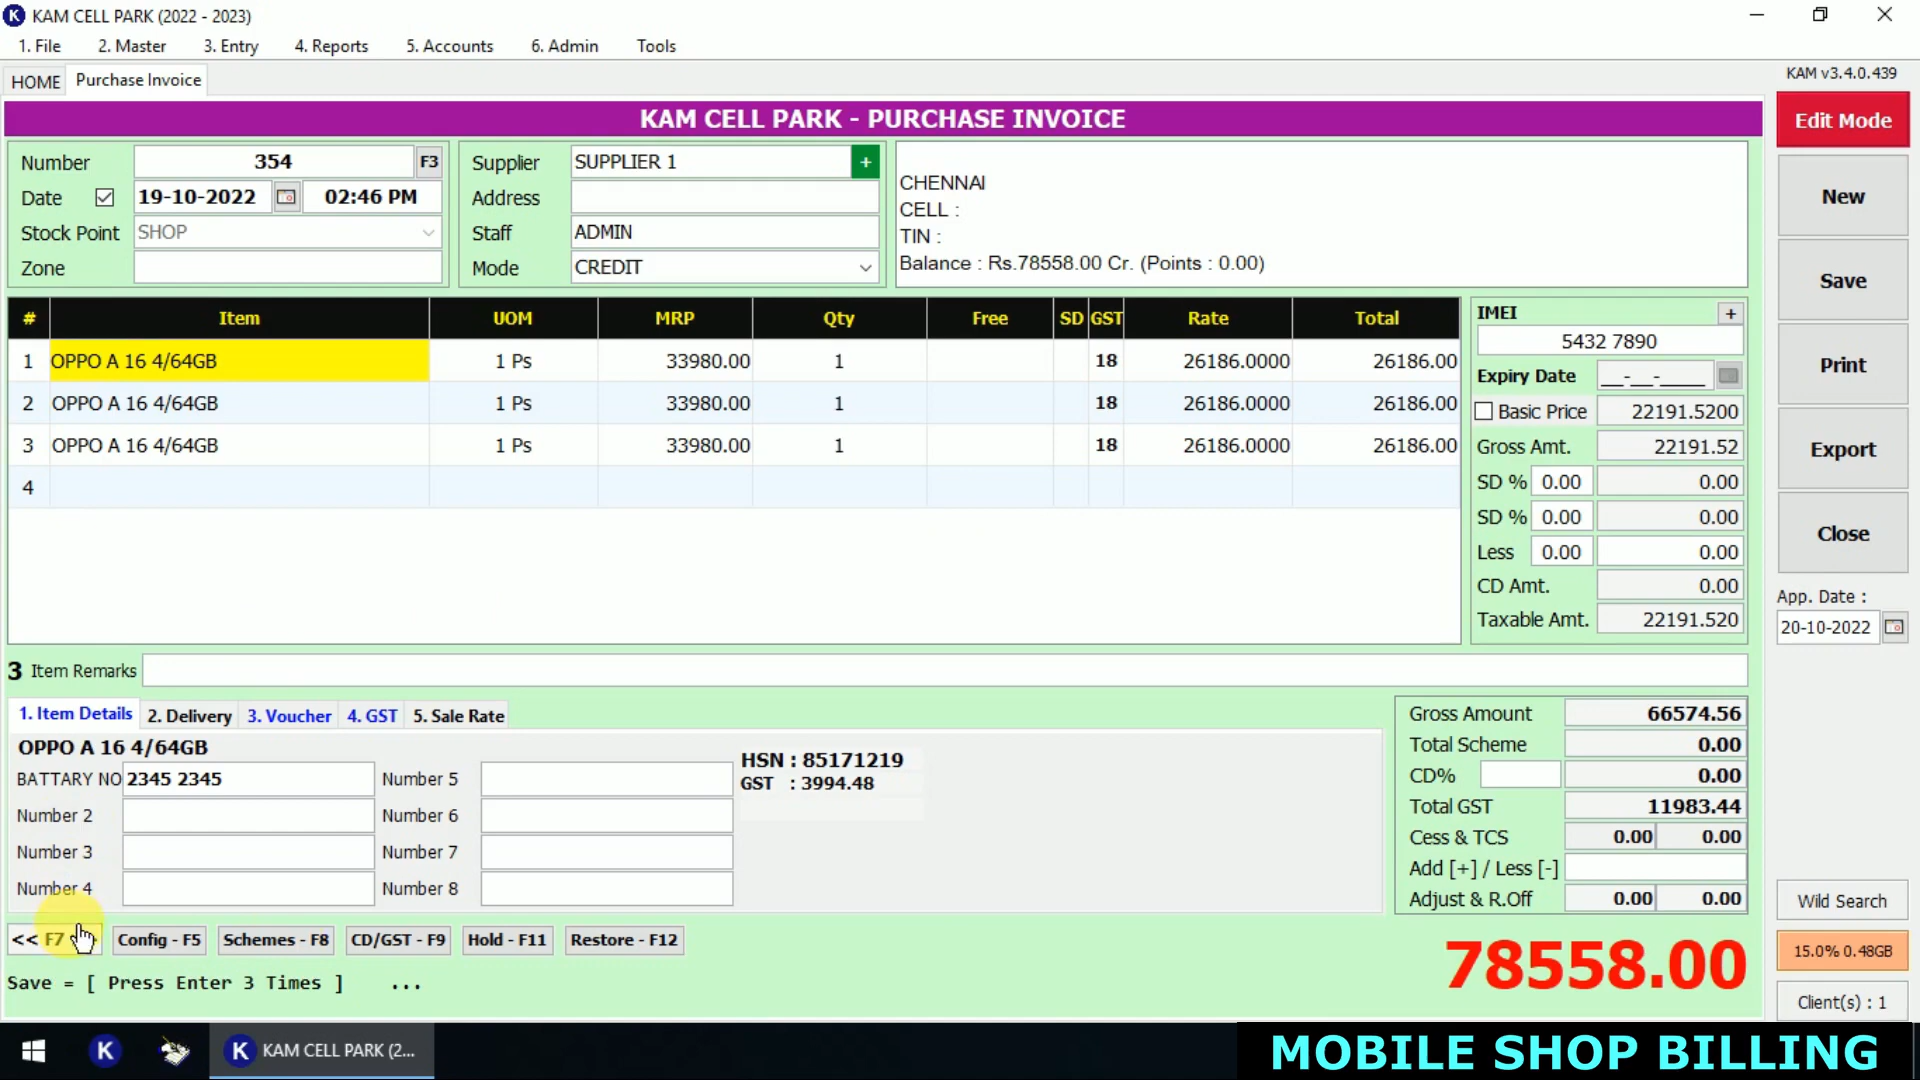 KAM CELL PARK (2022 - 2023)
1. File 2. Master 3. Entry 4. Reports 5. Accounts 6. Admin Tools
HOME Purchase Invoice KAM v3.4.0.439
KAM CELL PARK - PURCHASE INVOICE
Number 354 F3
Date 19-10-2022 02:46 PM
Stock Point SHOP
Zone
Supplier SUPPLIER 1 +
Address
Staff ADMIN
Mode CREDIT
CHENNAI
CELL :
TIN :
Balance : Rs.78558.00 Cr. (Points : 0.00)
# Item UOM MRP Qty Free SD GST Rate Total
1 OPPO A 16 4/64GB 1 Ps 33980.00 1 18 26186.0000 26186.00
2 OPPO A 16 4/64GB 1 Ps 33980.00 1 18 26186.0000 26186.00
3 OPPO A 16 4/64GB 1 Ps 33980.00 1 18 26186.0000 26186.00
4
IMEI +
5432 7890
Expiry Date __-__-____
Basic Price 22191.5200
Gross Amt. 22191.52
SD % 0.00 0.00
SD % 0.00 0.00
Less 0.00 0.00
CD Amt. 0.00
Taxable Amt. 22191.520
Edit Mode
New
Save
Print
Export
Close
App. Date :
20-10-2022
3 Item Remarks
1. Item Details 2. Delivery 3. Voucher 4. GST 5. Sale Rate
OPPO A 16 4/64GB
BATTARY NO 2345 2345 Number 5
Number 2 Number 6
Number 3 Number 7
Number 4 Number 8
HSN : 85171219
GST : 3994.48
Gross Amount 66574.56
Total Scheme 0.00
CD% 0.00
Total GST 11983.44
Cess & TCS 0.00 0.00
Add [+] / Less [-]
Adjust & R.Off 0.00 0.00
Wild Search
15.0% 0.48GB
Client(s) : 1
<< F7 Config - F5 Schemes - F8 CD/GST - F9 Hold - F11 Restore - F12
78558.00
Save = [ Press Enter 3 Times ] ...
K K KAM CELL PARK (2...
MOBILE SHOP BILLING